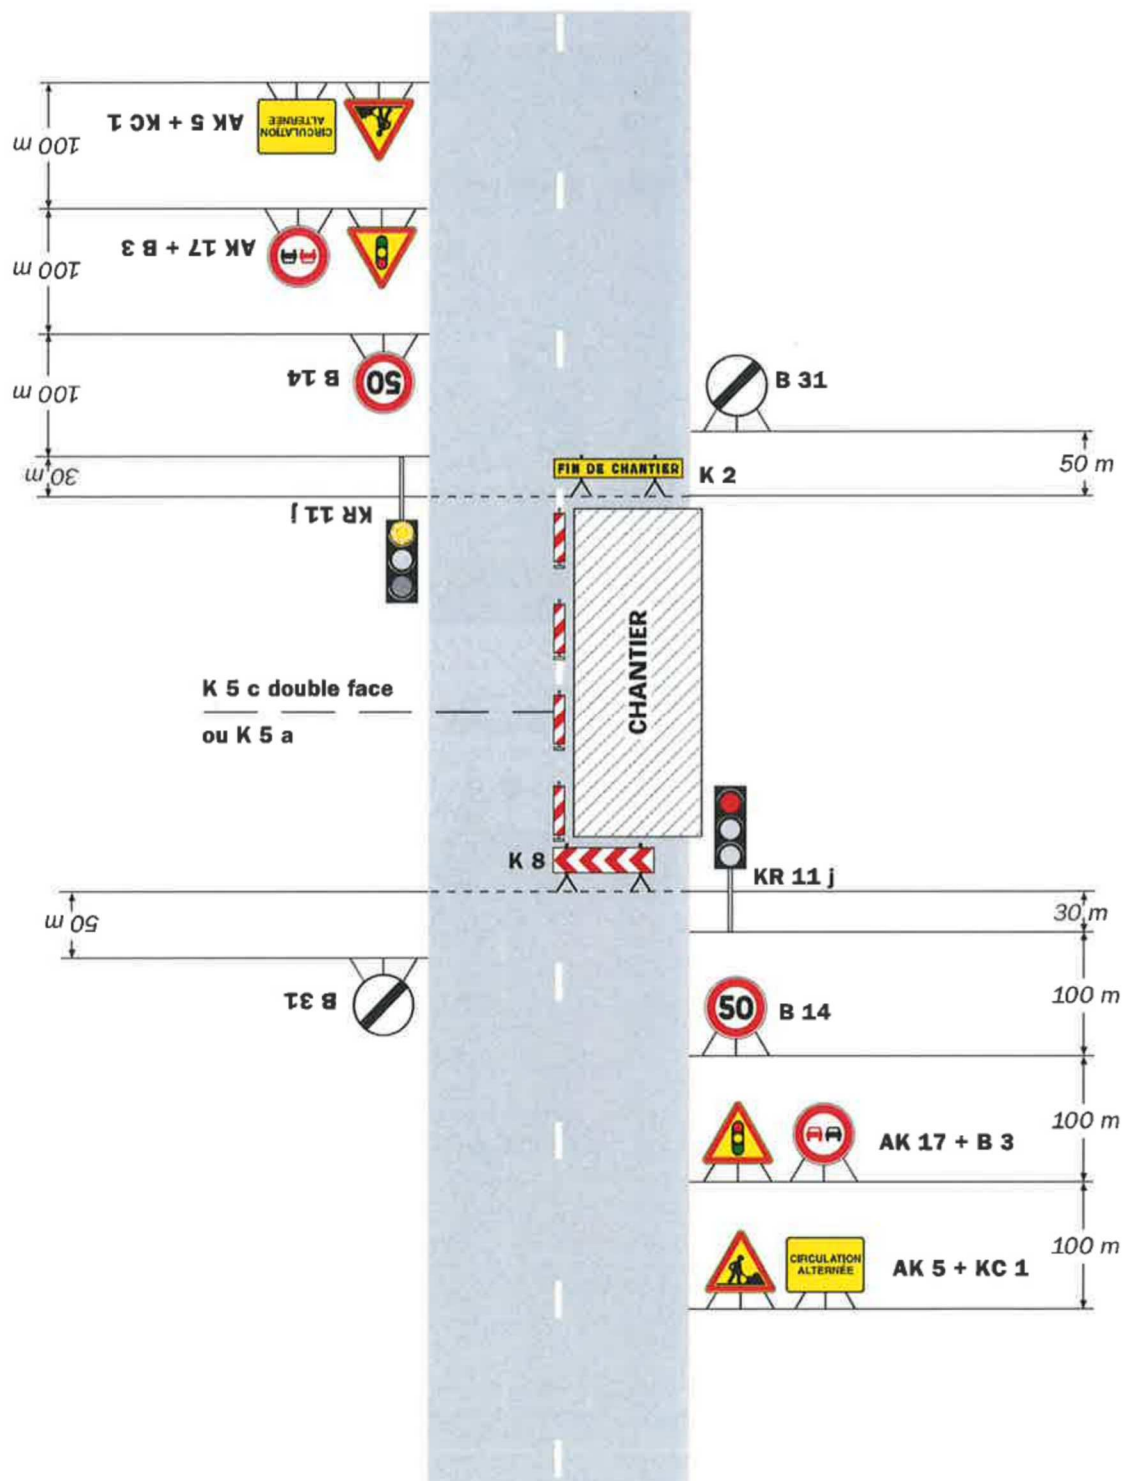 AK 5 + KC 1
CIRCULATION
ALTERNÉE
100 m
AK 17 + B 3
100 m
B 14
50
100 m
B 31
30 m
50 m
FIN DE CHANTIER
K 2
KR 11 j
CHANTIER
K 5 c double face
ou K 5 a
K 8
KR 11 j
50 m
30 m
B 31
50
B 14
100 m
AK 17 + B 3
100 m
CIRCULATION
ALTERNÉE
AK 5 + KC 1
100 m